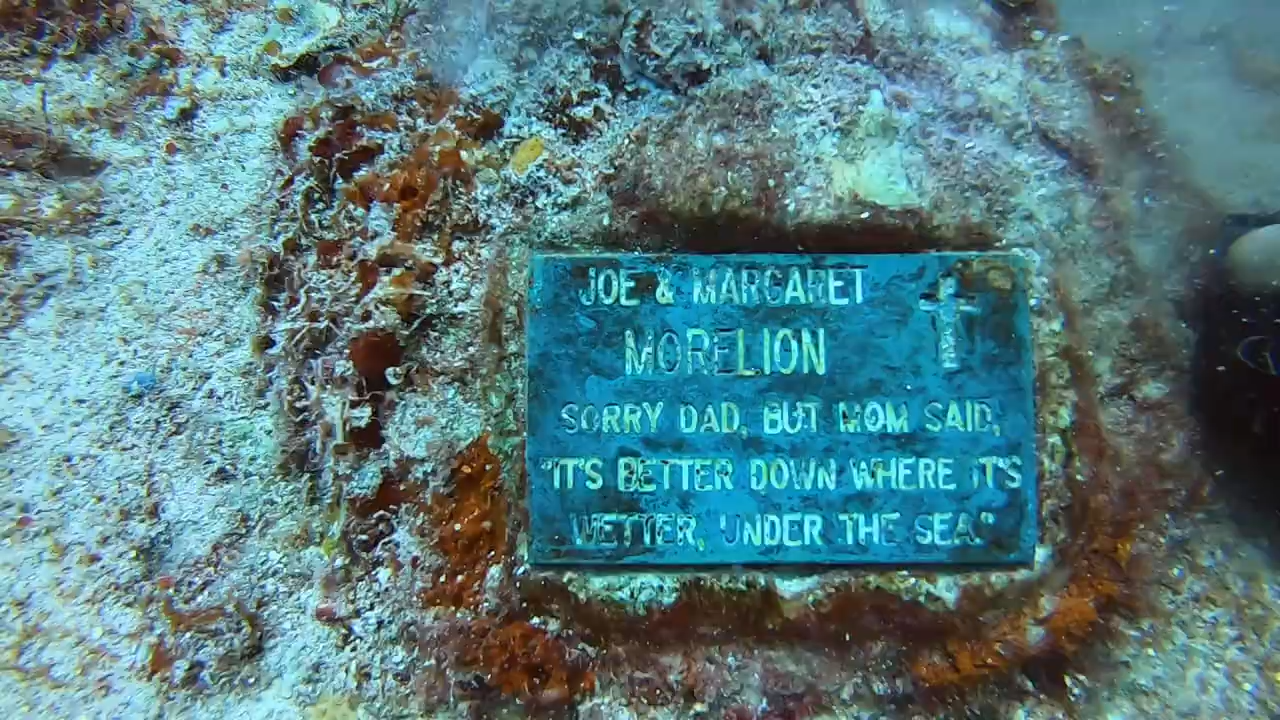 JOE & MARGARET
MORELION
SORRY DAD, BUT MOM SAID,
"IT'S BETTER DOWN WHERE IT'S
WETTER, UNDER THE SEA."